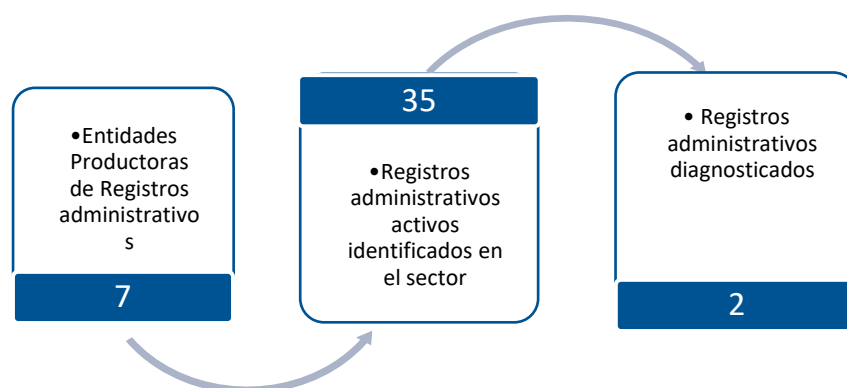 •Entidades
Productoras
de Registros
administrativo
s
7
35
•Registros
administrativos
activos
identificados en
el sector
• Registros
administrativos
diagnosticados
2